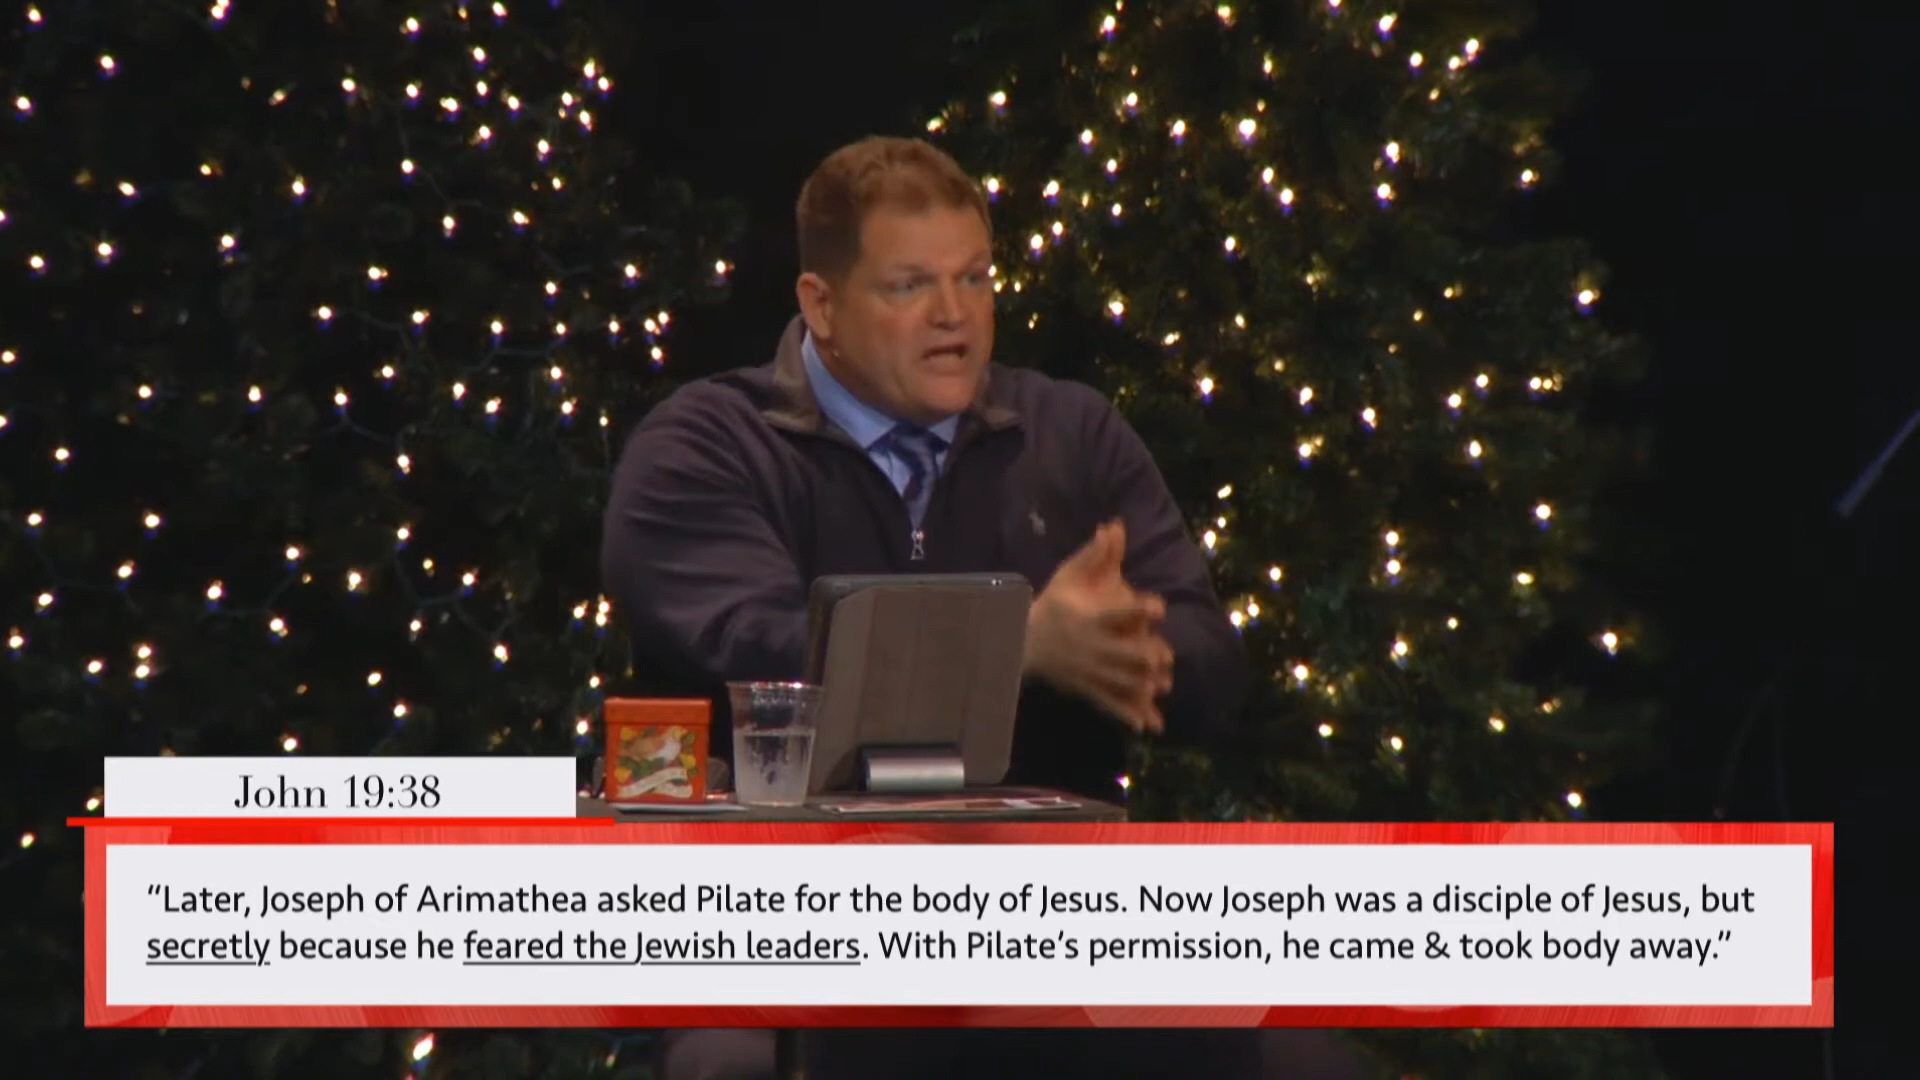 John 19:38
“Later, Joseph of Arimathea asked Pilate for the body of Jesus. Now Joseph was a disciple of Jesus, but
secretly because he feared the Jewish leaders. With Pilate’s permission, he came & took body away.”